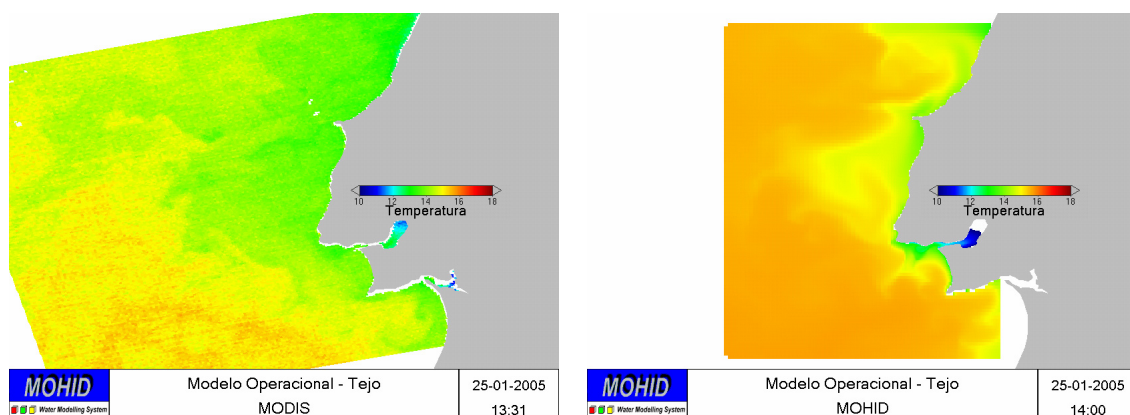 10 12 14 16 18
Temperatura
MOHID
Water Modelling System
Modelo Operacional - Tejo
MODIS
25-01-2005
13:31
10 12 14 16 18
Temperatura
MOHID
Water Modelling System
Modelo Operacional - Tejo
MOHID
25-01-2005
14:00